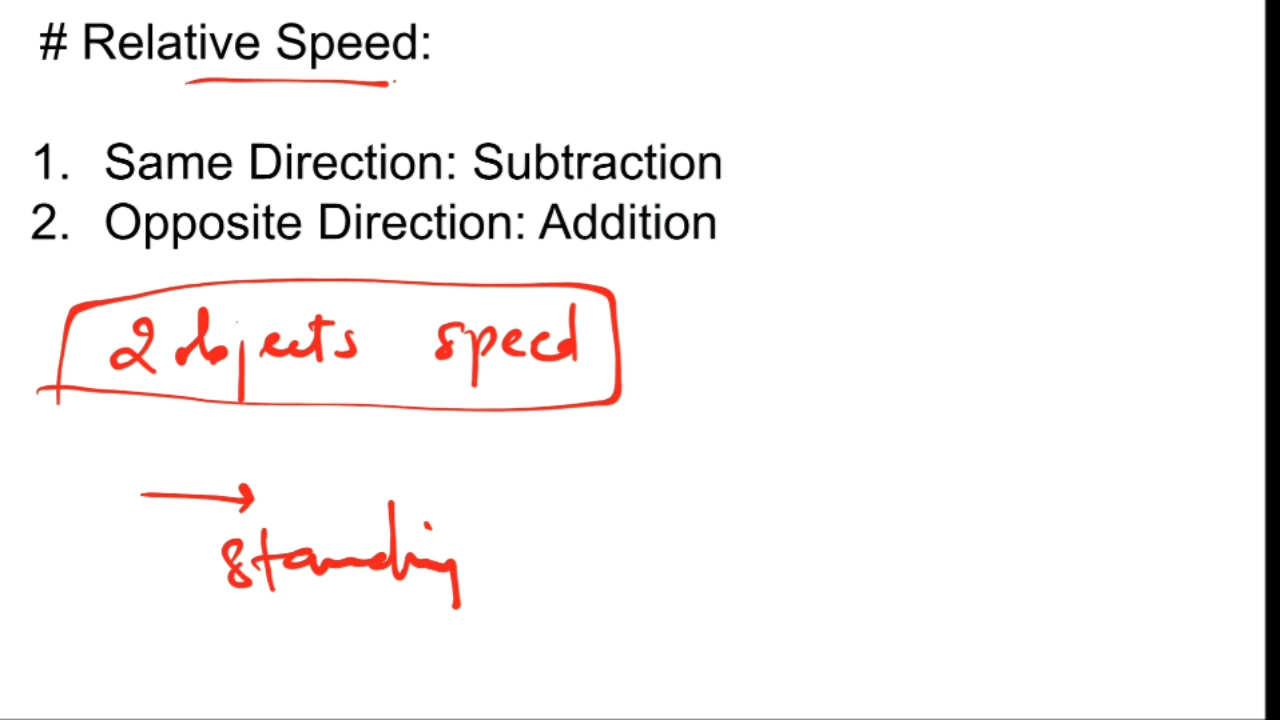 # Relative Speed:
1. Same Direction: Subtraction
2. Opposite Direction: Addition
2 objects speed
standing